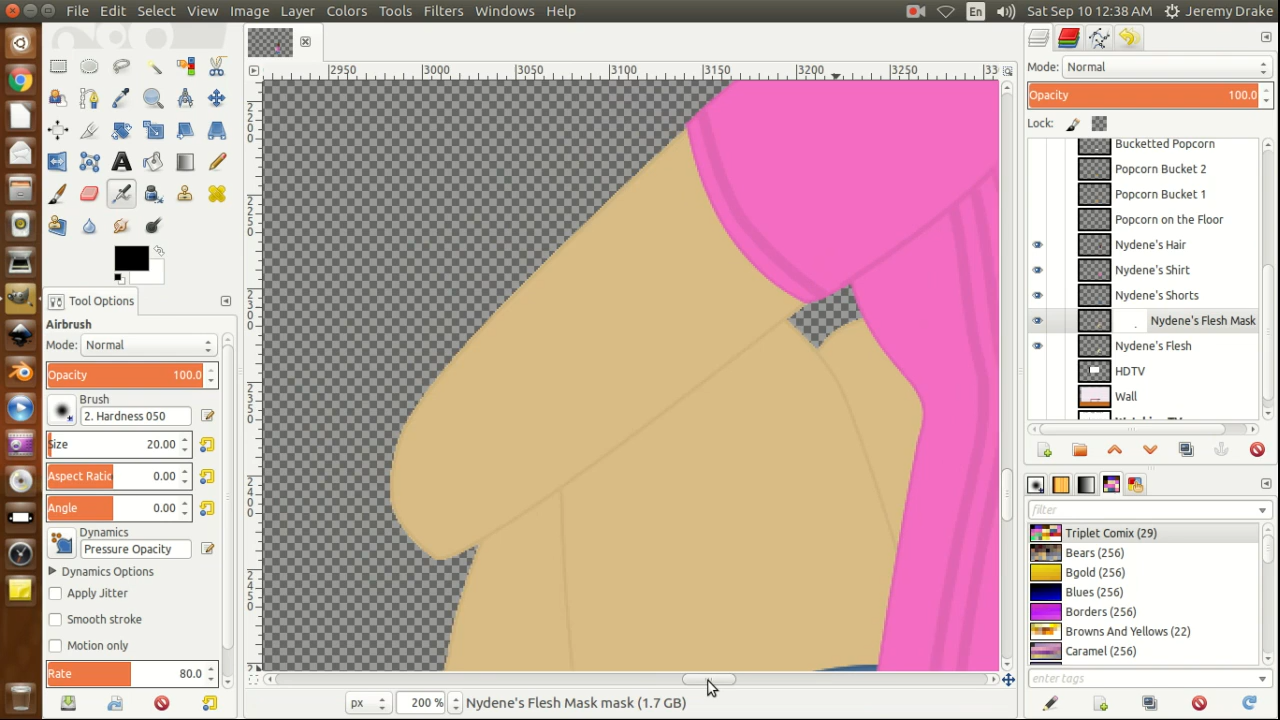 File Edit Select View Image Layer Colors Tools Filters Windows Help En Sat Sep 10 12:38 AM Jeremy Drake
Mode: Normal
Opacity 100.0
Lock:
2950 3000 3050 3100 3150 3200 3250
Bucketted Popcorn
Popcorn Bucket 2
Popcorn Bucket 1
Popcorn on the Floor
Nydene's Hair
Nydene's Shirt
Nydene's Shorts
Nydene's Flesh Mask
Nydene's Flesh
HDTV
Wall
Tool Options
Airbrush
Mode: Normal
Opacity 100.0
Brush
2. Hardness 050
Size 20.00
Aspect Ratic 0.00
Angle 0.00
Dynamics
Pressure Opacity
Dynamics Options
Apply Jitter
Smooth stroke
Motion only
Rate 80.0
filter
Triplet Comix (29)
Bears (256)
Bgold (256)
Blues (256)
Borders (256)
Browns And Yellows (22)
Caramel (256)
enter tags
px 200 % Nydene's Flesh Mask mask (1.7 GB)